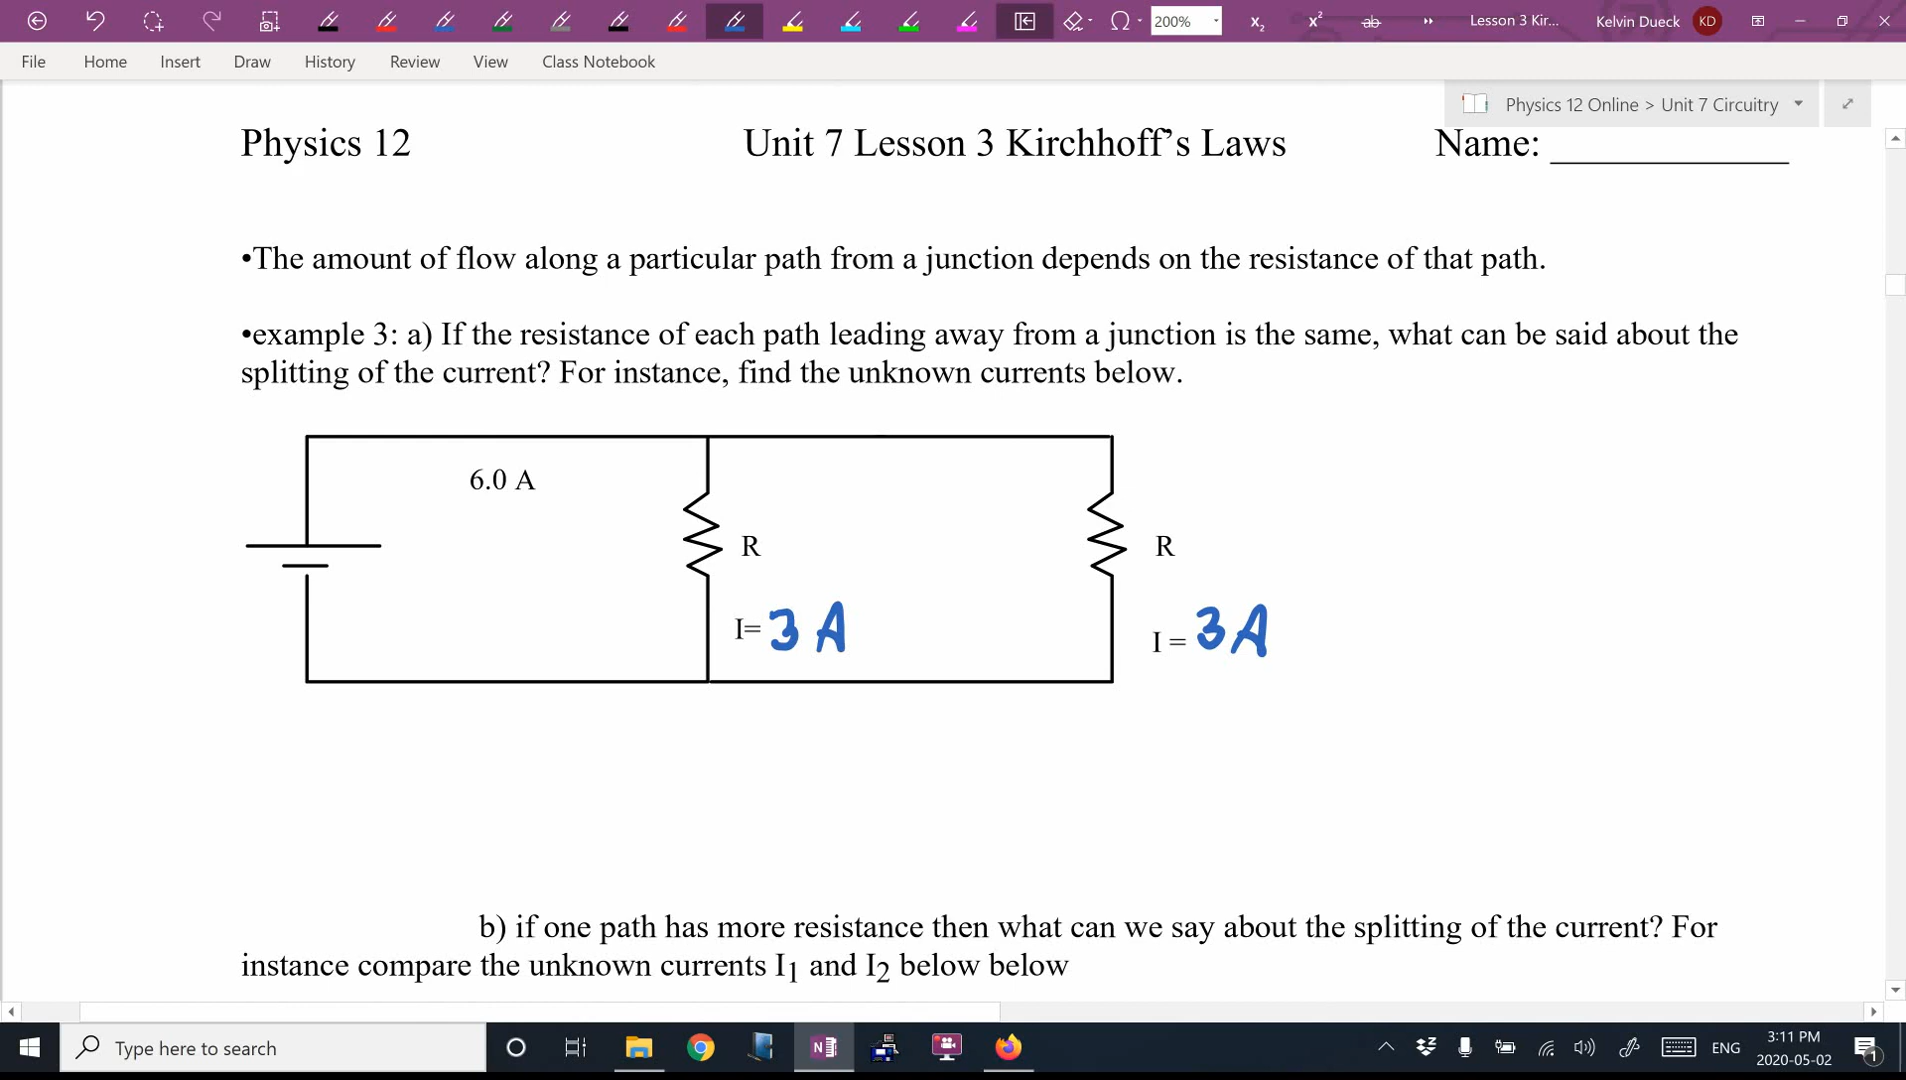 200%
x₂
x²
ab
Lesson 3 Kir...
Kelvin Dueck
KD
File
Home
Insert
Draw
History
Review
View
Class Notebook
Physics 12 Online > Unit 7 Circuitry
Physics 12
Unit 7 Lesson 3 Kirchhoff's Laws
Name: ____________
•The amount of flow along a particular path from a junction depends on the resistance of that path.
•example 3: a) If the resistance of each path leading away from a junction is the same, what can be said about the
splitting of the current? For instance, find the unknown currents below.
6.0 A
R
R
I= 3 A
I = 3 A
b) if one path has more resistance then what can we say about the splitting of the current? For
instance compare the unknown currents I₁ and I₂ below below
Type here to search
N
ENG
3:11 PM
2020-05-02
1